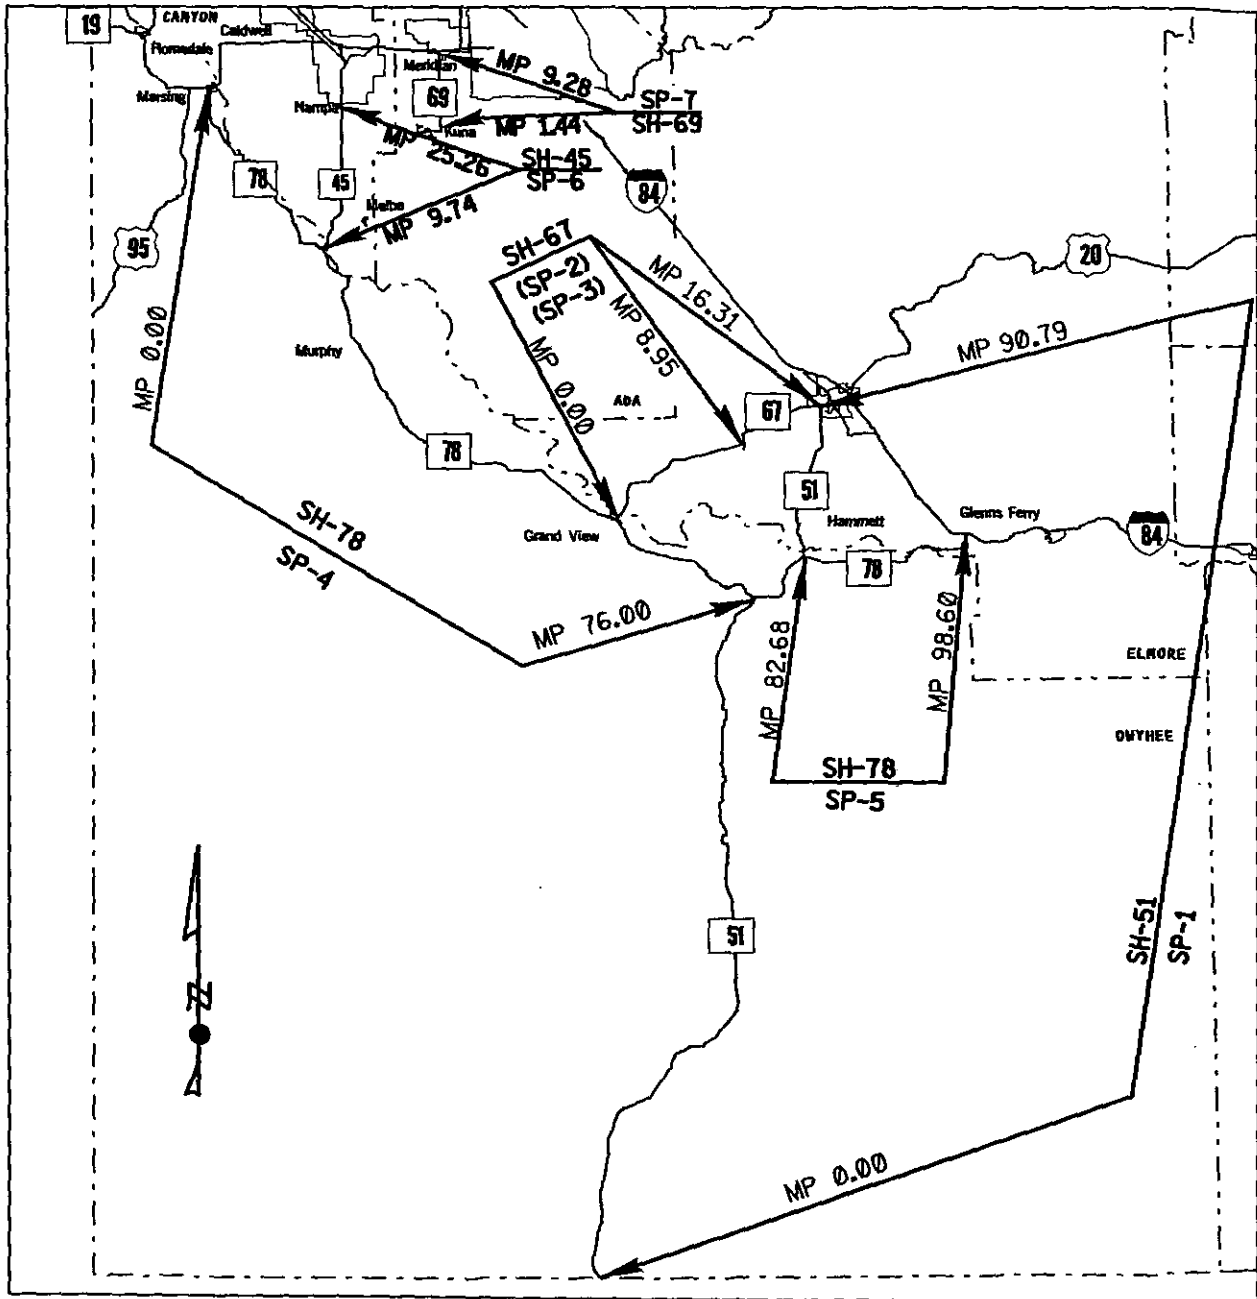 19
CANYON
Caldwell
Homedale
Marsing
Meridian
MP 9.28
SP-7
SH-69
69
Nampa
Kuna
MP 1.44
MP 25.26
SH-45
SP-6
78
45
84
Melba
MP 9.74
95
SH-67
(SP-2)
(SP-3)
MP 16.31
20
MP 0.00
MP 8.95
MP 90.79
Murphy
MP 0.00
ADA
67
78
51
SH-78
SP-4
Grand View
Hammett
Glenns Ferry
84
78
MP 76.00
MP 82.68
MP 98.60
ELMORE
OWYHEE
SH-78
SP-5
51
SH-51
SP-1
N
MP 0.00